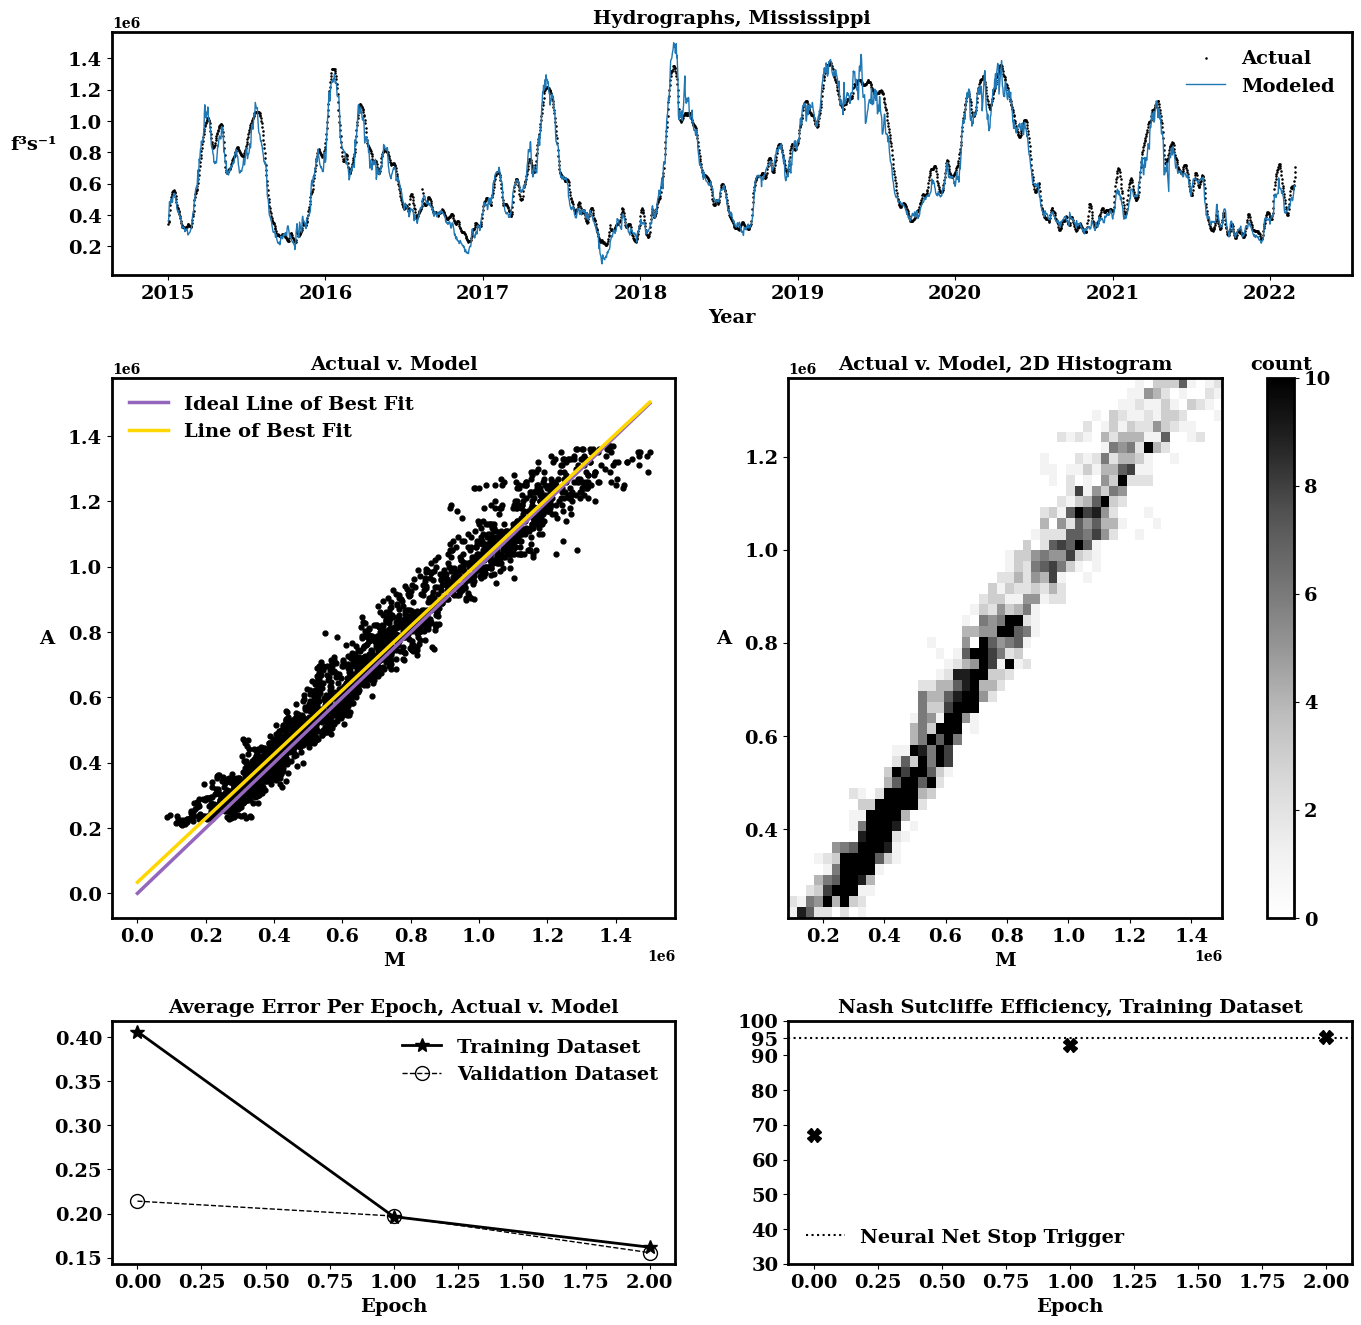 Hydrographs, Mississippi
1e6
1.4
1.2
1.0
0.8
0.6
0.4
0.2
f³s⁻¹
Actual
Modeled
2015 2016 2017 2018 2019 2020 2021 2022
Year
Actual v. Model
1e6
Ideal Line of Best Fit
Line of Best Fit
1.4
1.2
1.0
0.8
0.6
0.4
0.2
0.0
A
0.0 0.2 0.4 0.6 0.8 1.0 1.2 1.4
M
1e6
Actual v. Model, 2D Histogram
1e6
1.2
1.0
0.8
0.6
0.4
A
0.2 0.4 0.6 0.8 1.0 1.2 1.4
M
1e6
count
10
8
6
4
2
0
Average Error Per Epoch, Actual v. Model
Training Dataset
Validation Dataset
0.40
0.35
0.30
0.25
0.20
0.15
0.00 0.25 0.50 0.75 1.00 1.25 1.50 1.75 2.00
Epoch
Nash Sutcliffe Efficiency, Training Dataset
100
95
90
80
70
60
50
40
30
Neural Net Stop Trigger
0.00 0.25 0.50 0.75 1.00 1.25 1.50 1.75 2.00
Epoch